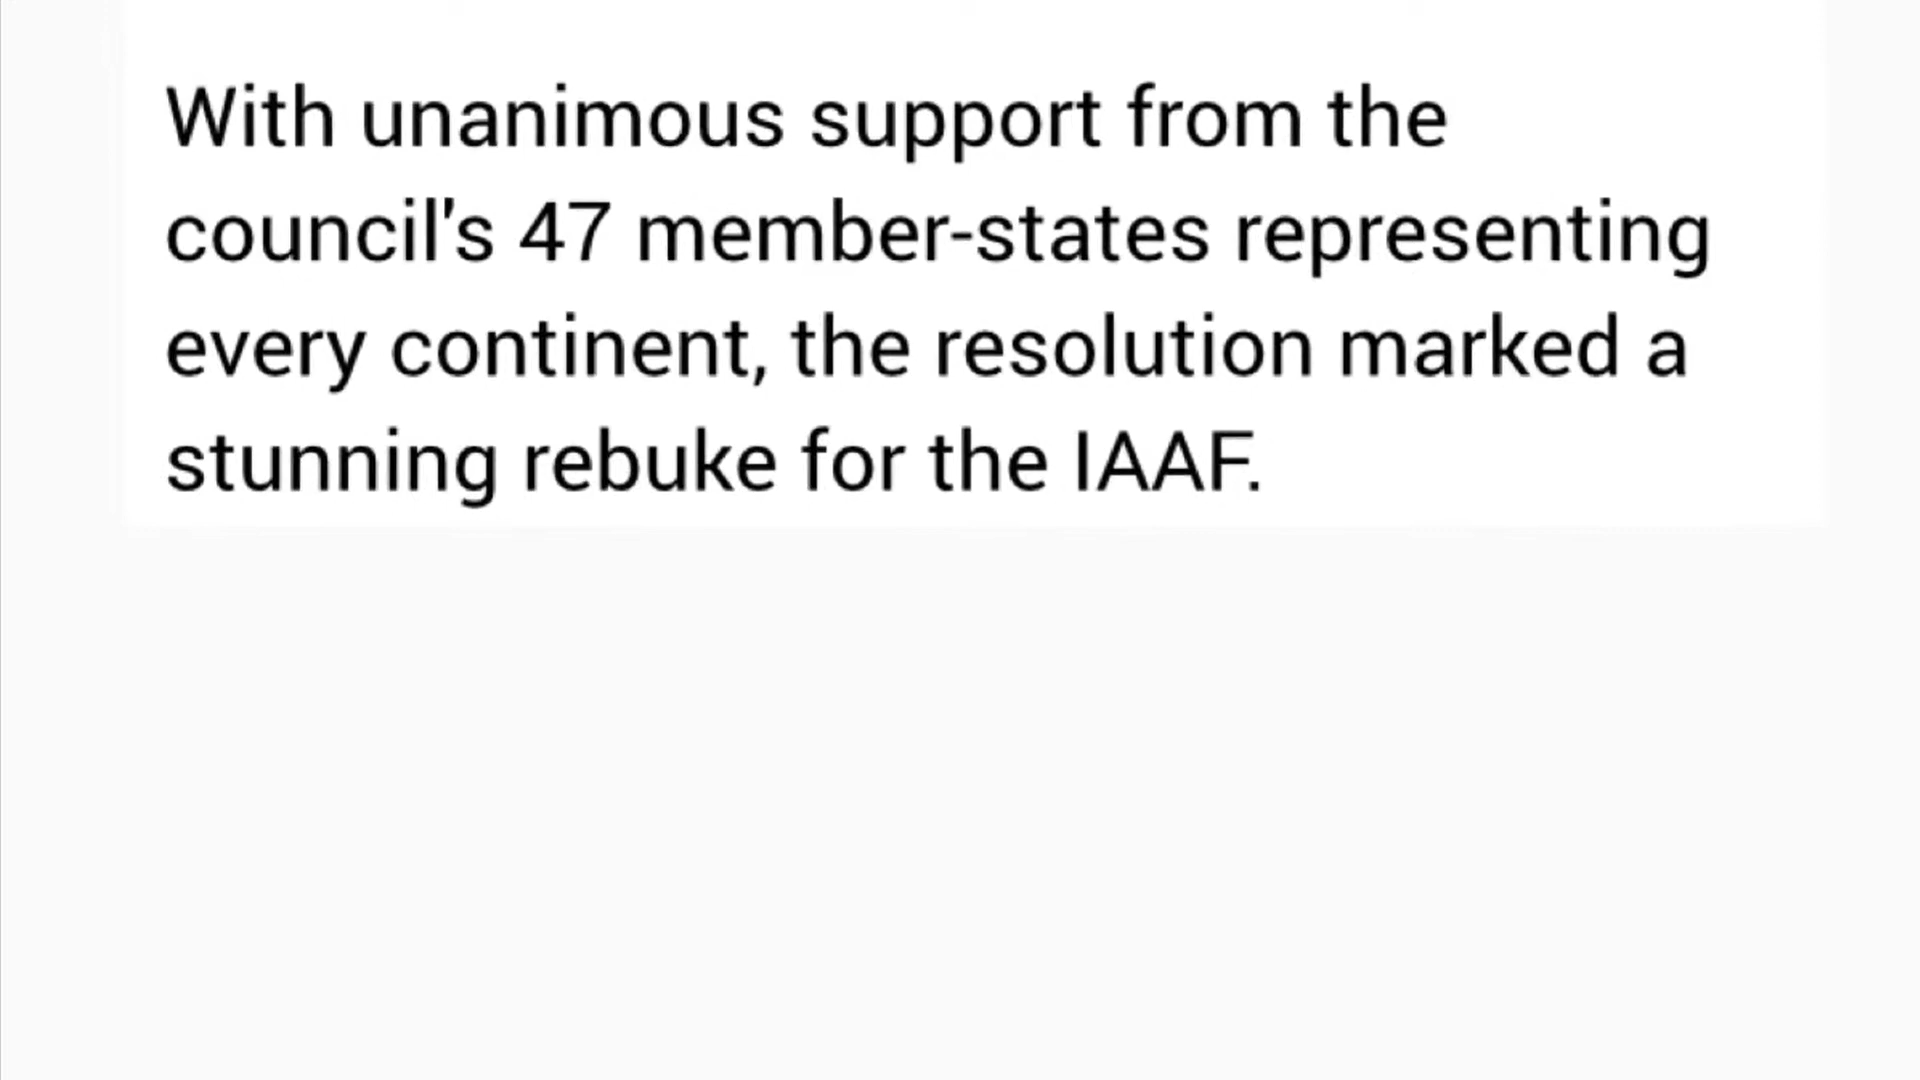 With unanimous support from the
council's 47 member-states representing
every continent, the resolution marked a
stunning rebuke for the IAAF.